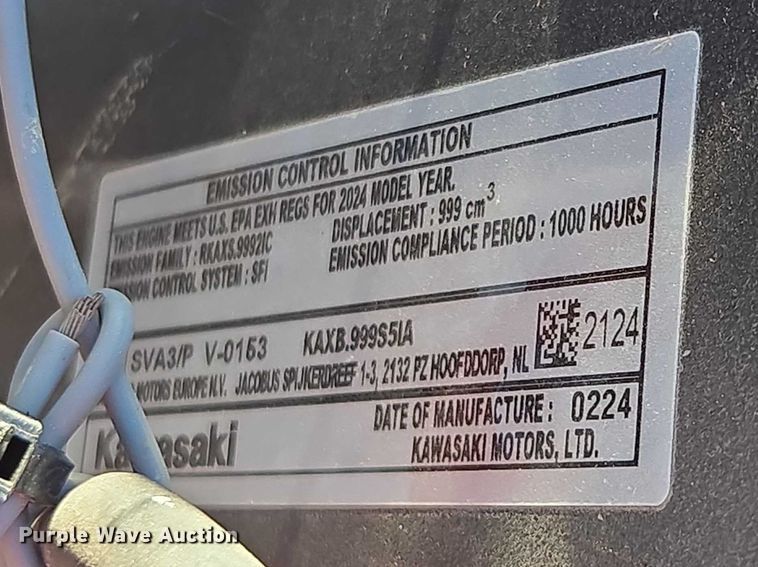 EMISSION CONTROL INFORMATION
THIS ENGINE MEETS U.S. EPA EXH REGS FOR 2024 MODEL YEAR.
EMISSION FAMILY : RKAXS.9992IC DISPLACEMENT : 999 cm3
SION CONTROL SYSTEM : SFI EMISSION COMPLIANCE PERIOD : 1000 HOURS
SVA3/P V-0153 KAXB.999S5IA 2124
MOTORS EUROPE N.V. JACOBUS SPIJKERDREEF 1-3, 2132 PZ HOOFDDORP, NL
Kawasaki DATE OF MANUFACTURE : 0224
KAWASAKI MOTORS, LTD.
Purple Wave Auction